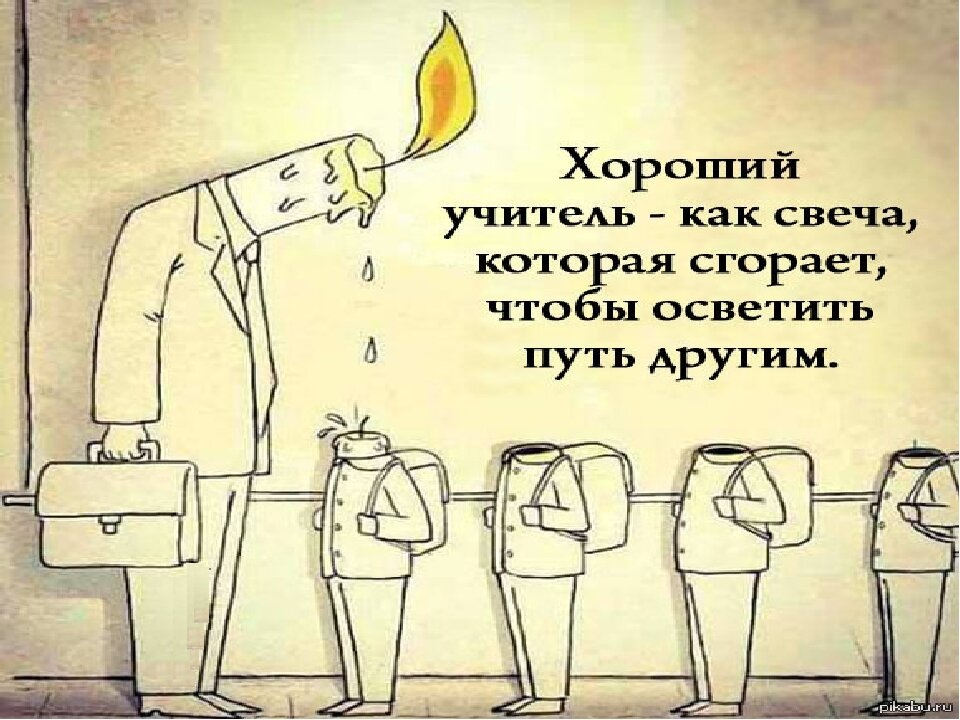 Хороший
учитель - как свеча,
которая сгорает,
чтобы осветить
путь другим.
pikabu.ru